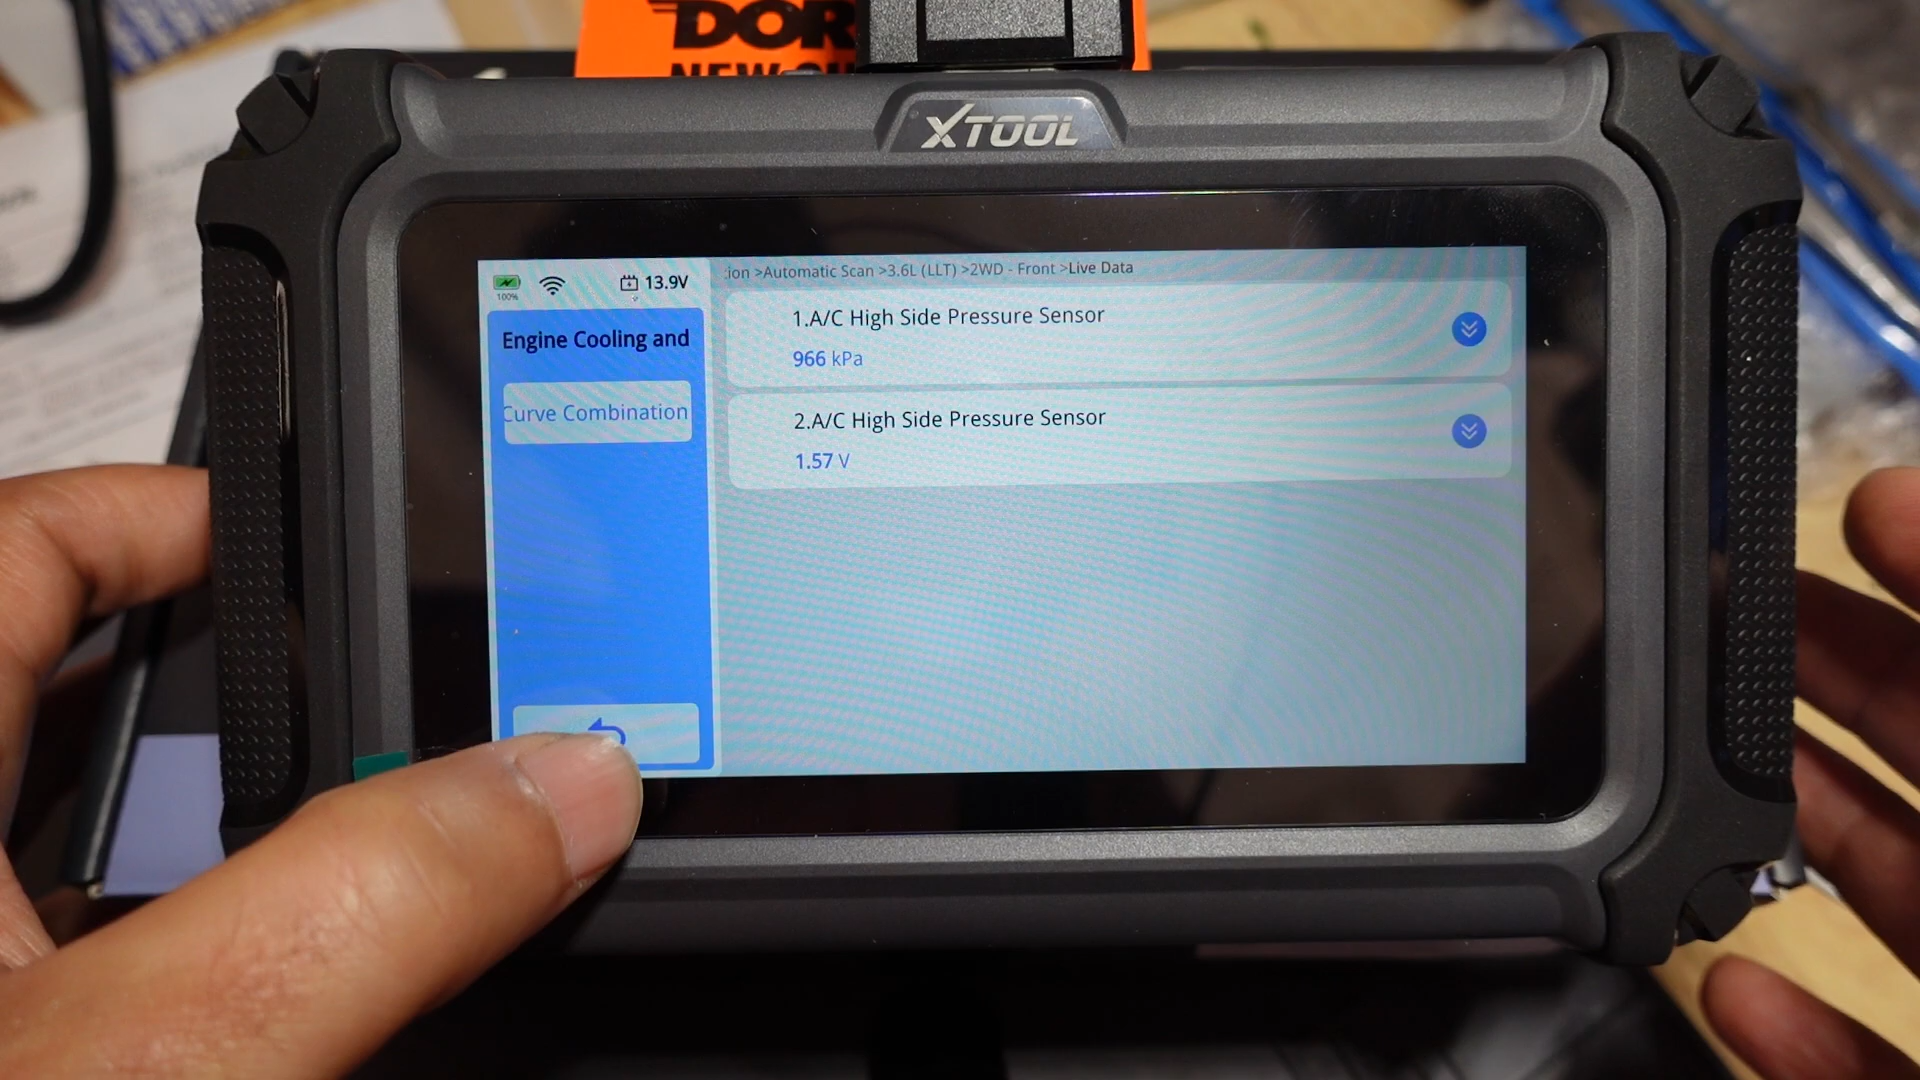 DOR
XTOOL
100%
13.9V
ion >Automatic Scan >3.6L (LLT) >2WD - Front >Live Data
Engine Cooling and
Curve Combination
1.A/C High Side Pressure Sensor
966 kPa
2.A/C High Side Pressure Sensor
1.57 V